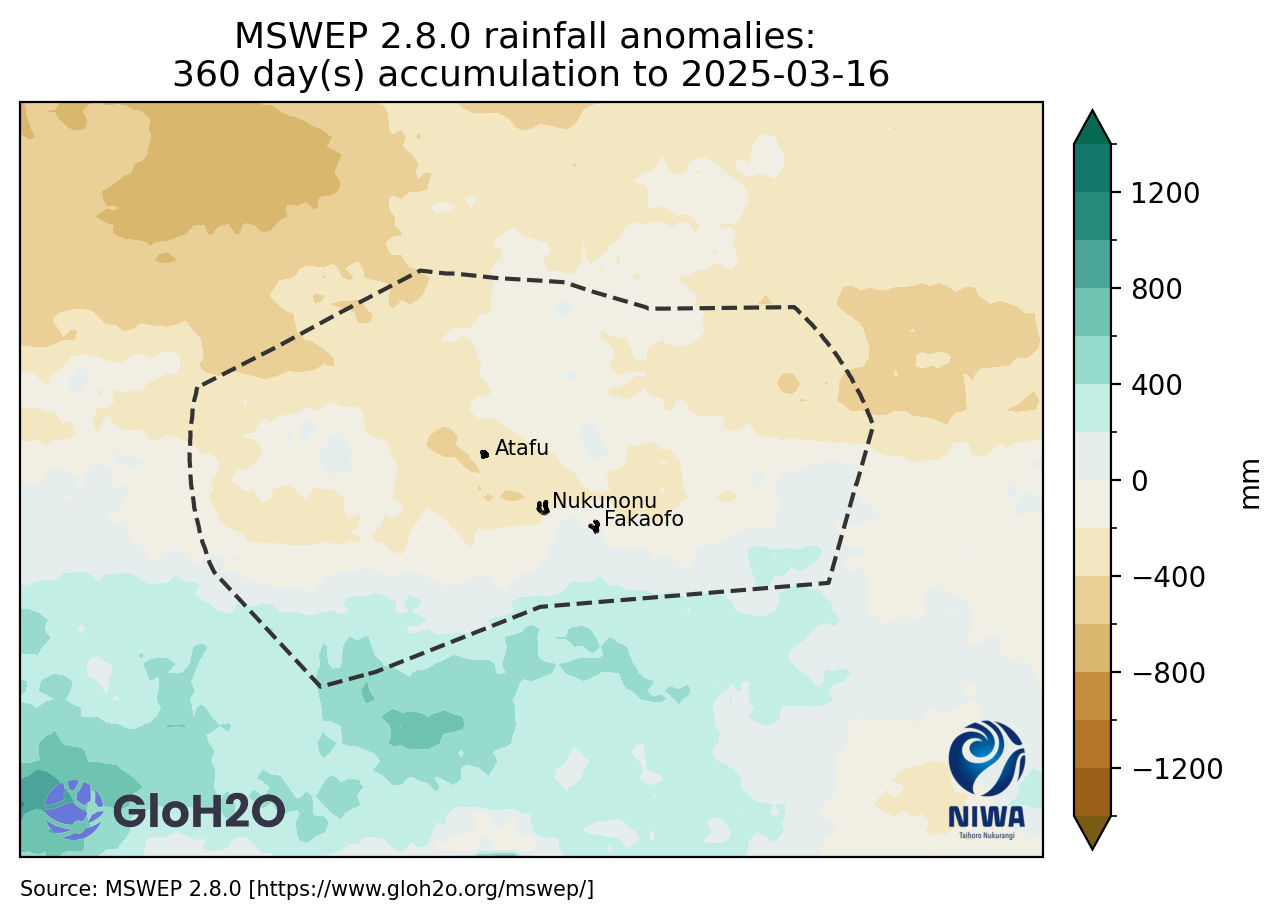 MSWEP 2.8.0 rainfall anomalies:
360 day(s) accumulation to 2025-03-16
1200
800
400
0
−400
−800
−1200
mm
Atafu
Nukunonu
Fakaofo
GloH2O
NIWA
Taihoro Nukurangi
Source: MSWEP 2.8.0 [https://www.gloh2o.org/mswep/]